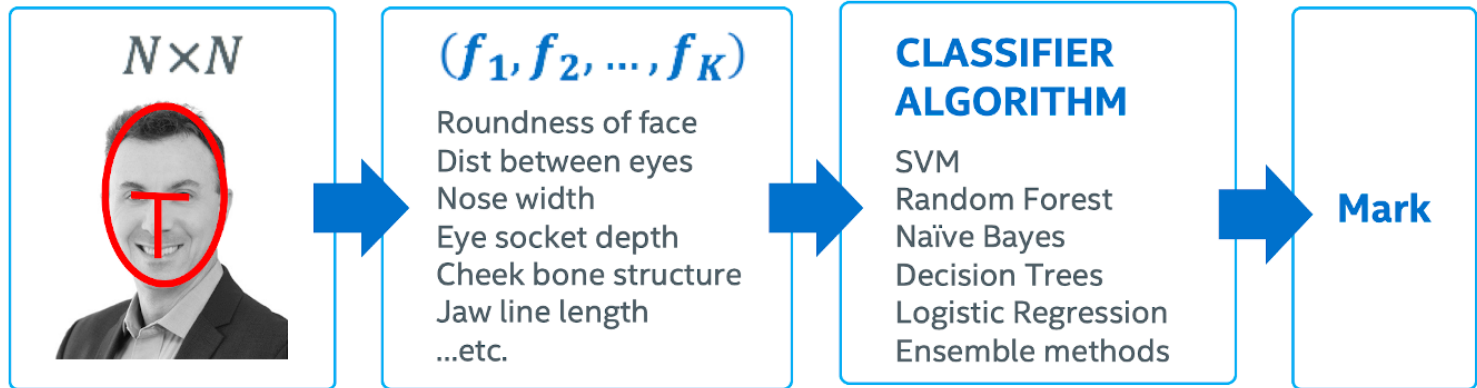 N×N
(f₁, f₂, ..., f_K)
Roundness of face
Dist between eyes
Nose width
Eye socket depth
Cheek bone structure
Jaw line length
...etc.
CLASSIFIER
ALGORITHM
SVM
Random Forest
Naïve Bayes
Decision Trees
Logistic Regression
Ensemble methods
Mark